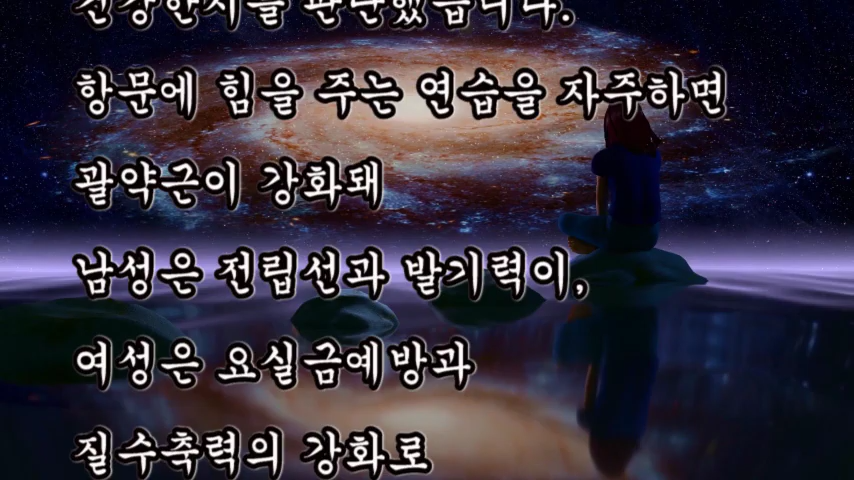 건강한지를 판단했습니다.
항문에 힘을 주는 연습을 자주하면
괄약근이 강화돼
남성은 전립선과 발기력이,
여성은 요실금예방과
질수축력의 강화로